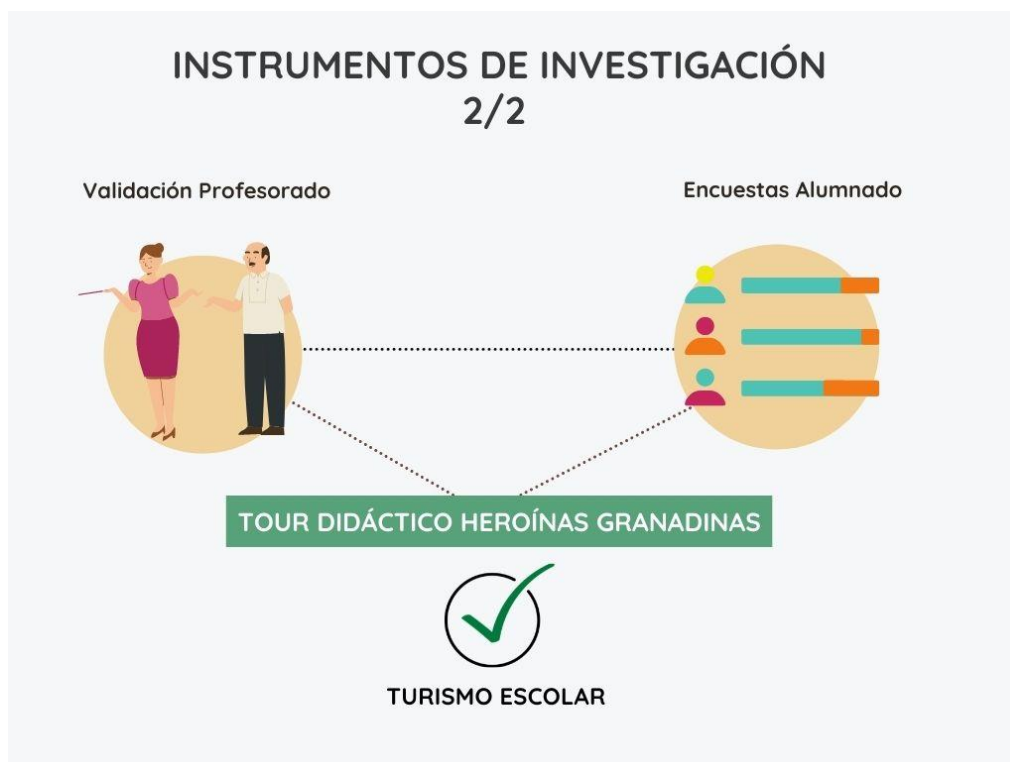 INSTRUMENTOS DE INVESTIGACIÓN
2/2
Validación Profesorado
Encuestas Alumnado
TOUR DIDÁCTICO HEROÍNAS GRANADINAS
TURISMO ESCOLAR